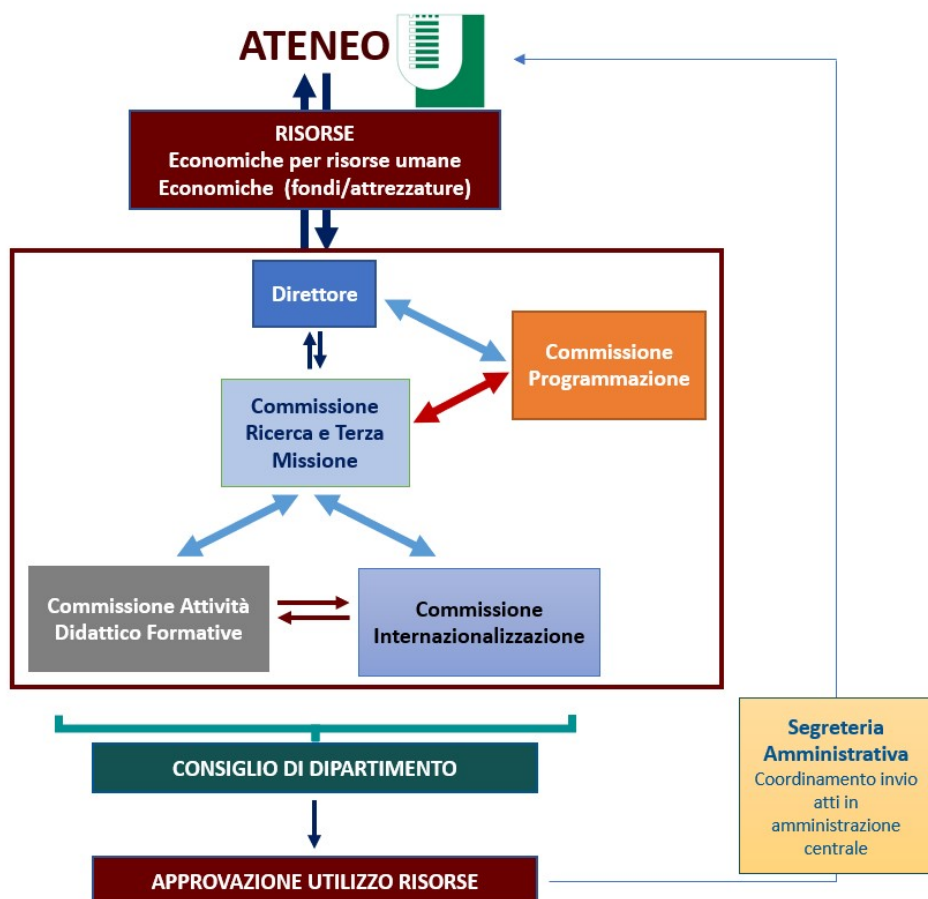 ATENEO
RISORSE
Economiche per risorse umane
Economiche (fondi/attrezzature)
Direttore
Commissione
Programmazione
Commissione
Ricerca e Terza
Missione
Commissione Attività
Didattico Formative
Commissione
Internazionalizzazione
Segreteria
Amministrativa
Coordinamento invio
atti in
amministrazione
centrale
CONSIGLIO DI DIPARTIMENTO
APPROVAZIONE UTILIZZO RISORSE